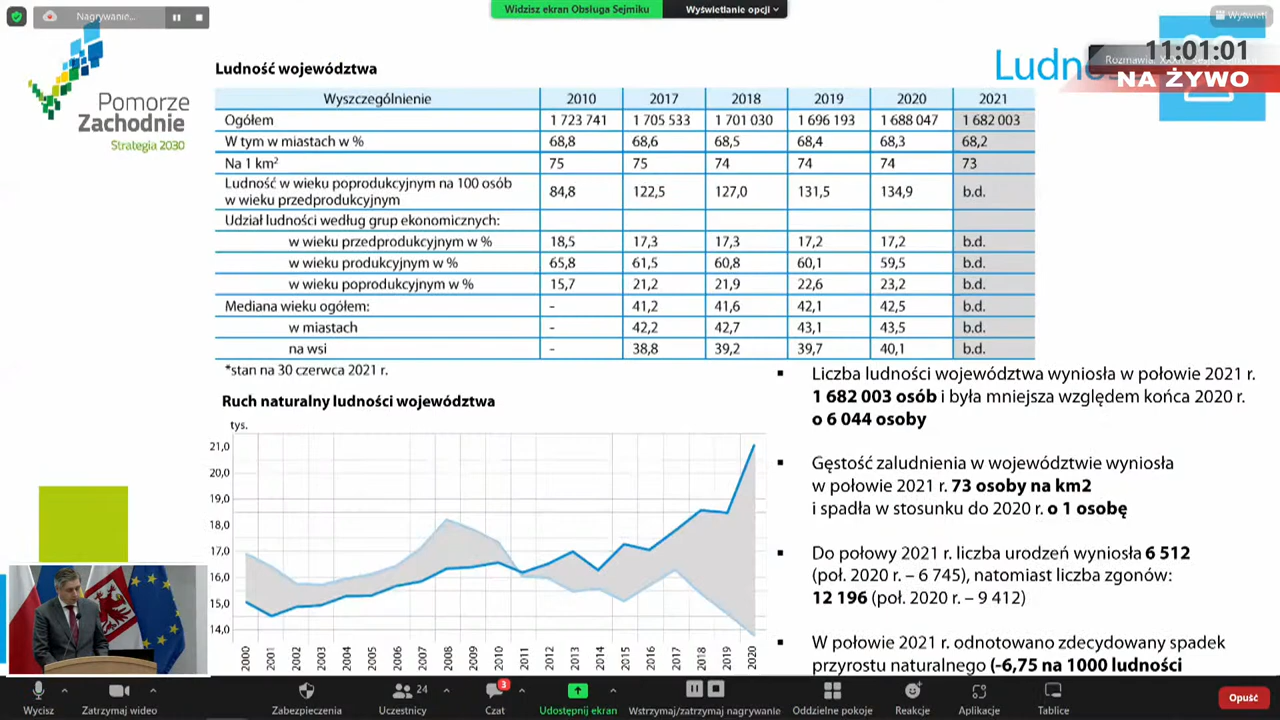 Nagrywanie...
Widzisz ekran Obsługa Sejmiku
Wyświetlanie opcji
Wyświetl
Ludno
11:01:01
NA ŻYWO
Pomorze
Zachodnie
Strategia 2030
Ludność województwa
Wyszczególnienie 2010 2017 2018 2019 2020 2021
Ogółem 1 723 741 1 705 533 1 701 030 1 696 193 1 688 047 1 682 003
W tym w miastach w % 68,8 68,6 68,5 68,4 68,3 68,2
Na 1 km² 75 75 74 74 74 73
Ludność w wieku poprodukcyjnym na 100 osób
w wieku przedprodukcyjnym 84,8 122,5 127,0 131,5 134,9 b.d.
Udział ludności według grup ekonomicznych:
w wieku przedprodukcyjnym w % 18,5 17,3 17,3 17,2 17,2 b.d.
w wieku produkcyjnym w % 65,8 61,5 60,8 60,1 59,5 b.d.
w wieku poprodukcyjnym w % 15,7 21,2 21,9 22,6 23,2 b.d.
Mediana wieku ogółem: - 41,2 41,6 42,1 42,5 b.d.
w miastach - 42,2 42,7 43,1 43,5 b.d.
na wsi - 38,8 39,2 39,7 40,1 b.d.
*stan na 30 czerwca 2021 r.
Ruch naturalny ludności województwa
tys.
21,0
20,0
19,0
18,0
17,0
16,0
15,0
14,0
2000 2001 2002 2003 2004 2005 2006 2007 2008 2009 2010 2011 2012 2013 2014 2015 2016 2017 2018 2019 2020
▪ Liczba ludności województwa wyniosła w połowie 2021 r.
1 682 003 osób i była mniejsza względem końca 2020 r.
o 6 044 osoby
▪ Gęstość zaludnienia w województwie wyniosła
w połowie 2021 r. 73 osoby na km2
i spadła w stosunku do 2020 r. o 1 osobę
▪ Do połowy 2021 r. liczba urodzeń wyniosła 6 512
(poł. 2020 r. – 6 745), natomiast liczba zgonów:
12 196 (poł. 2020 r. – 9 412)
▪ W połowie 2021 r. odnotowano zdecydowany spadek
przyrostu naturalnego (-6,75 na 1000 ludności
Wycisz
Zatrzymaj wideo
Zabezpieczenia
24
Uczestnicy
3
Czat
Udostępnij ekran
Wstrzymaj/zatrzymaj nagrywanie
Oddzielne pokoje
Reakcje
Aplikacje
Tablice
Opuść